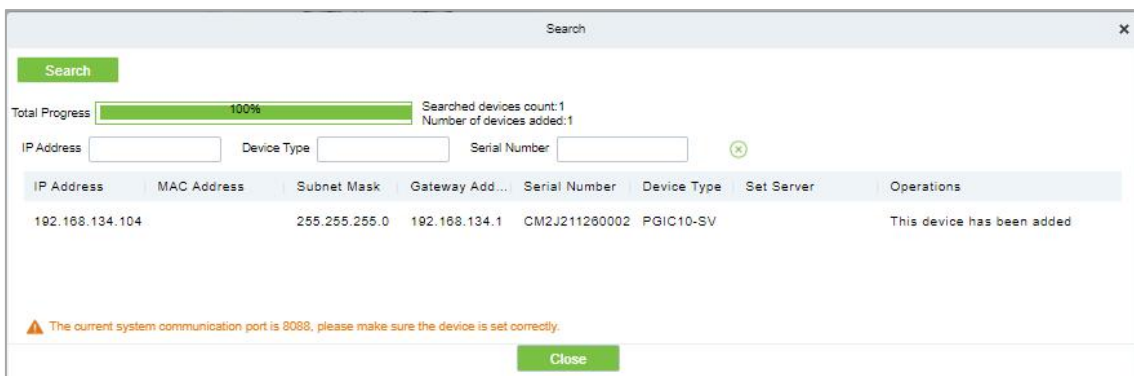 Search
Search
Total Progress 100% Searched devices count:1
Number of devices added:1
IP Address Device Type Serial Number
IP Address MAC Address Subnet Mask Gateway Add... Serial Number Device Type Set Server Operations
192.168.134.104 255.255.255.0 192.168.134.1 CM2J211260002 PGIC10-SV This device has been added
The current system communication port is 8088, please make sure the device is set correctly.
Close